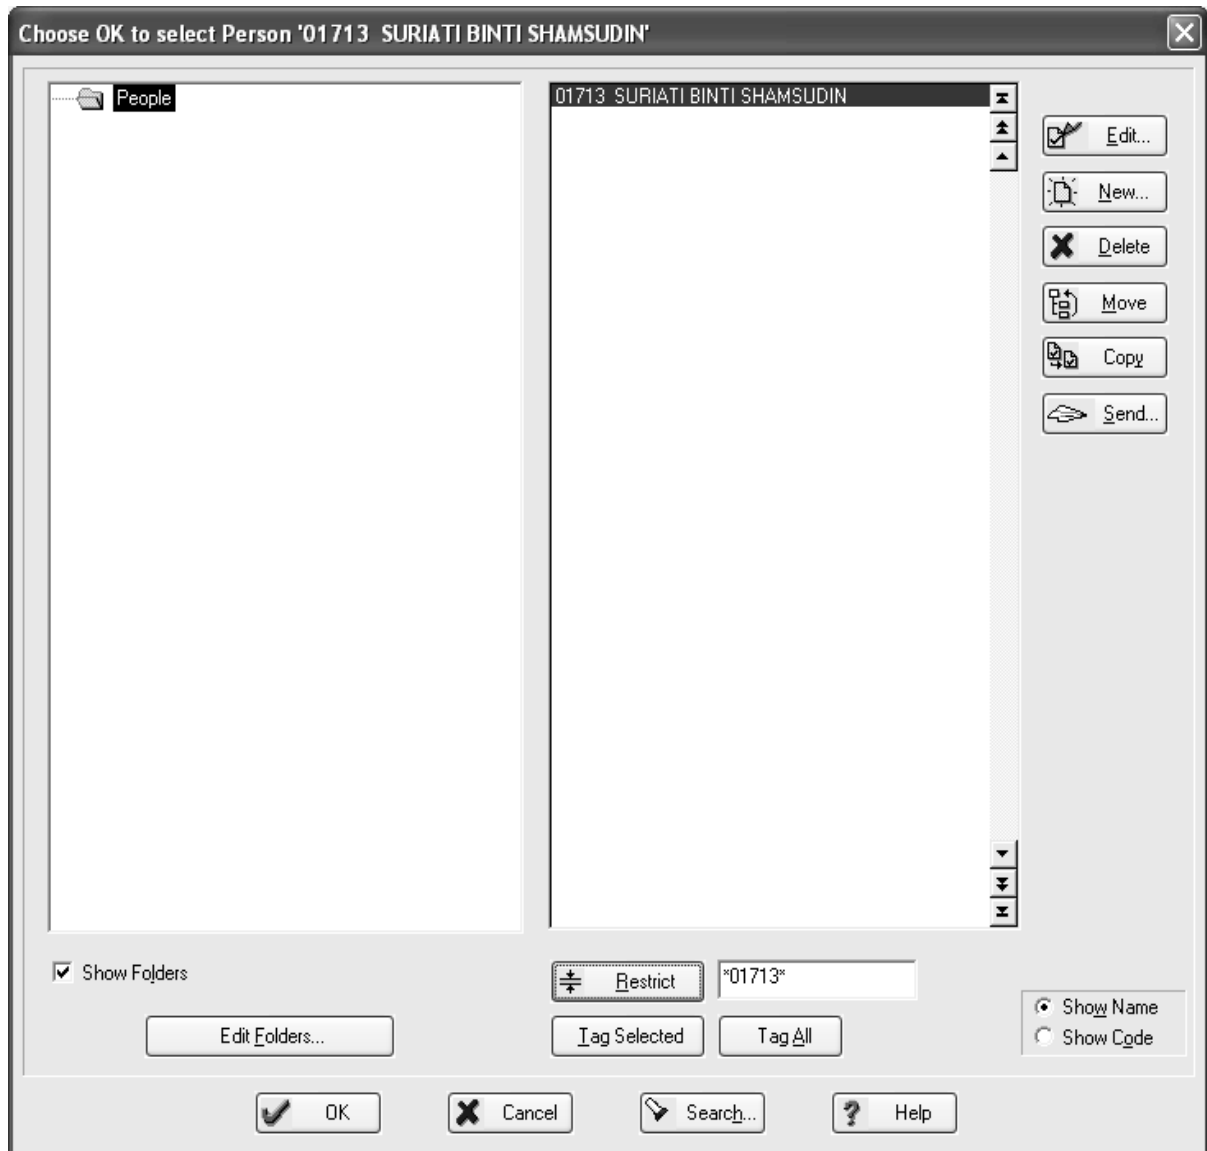 Choose OK to select Person '01713  SURIATI BINTI SHAMSUDIN'
People
01713  SURIATI BINTI SHAMSUDIN
Edit...
New...
Delete
Move
Copy
Send...
Show Folders
Restrict
*01713*
Edit Folders...
Tag Selected
Tag All
Show Name
Show Code
OK
Cancel
Search...
Help